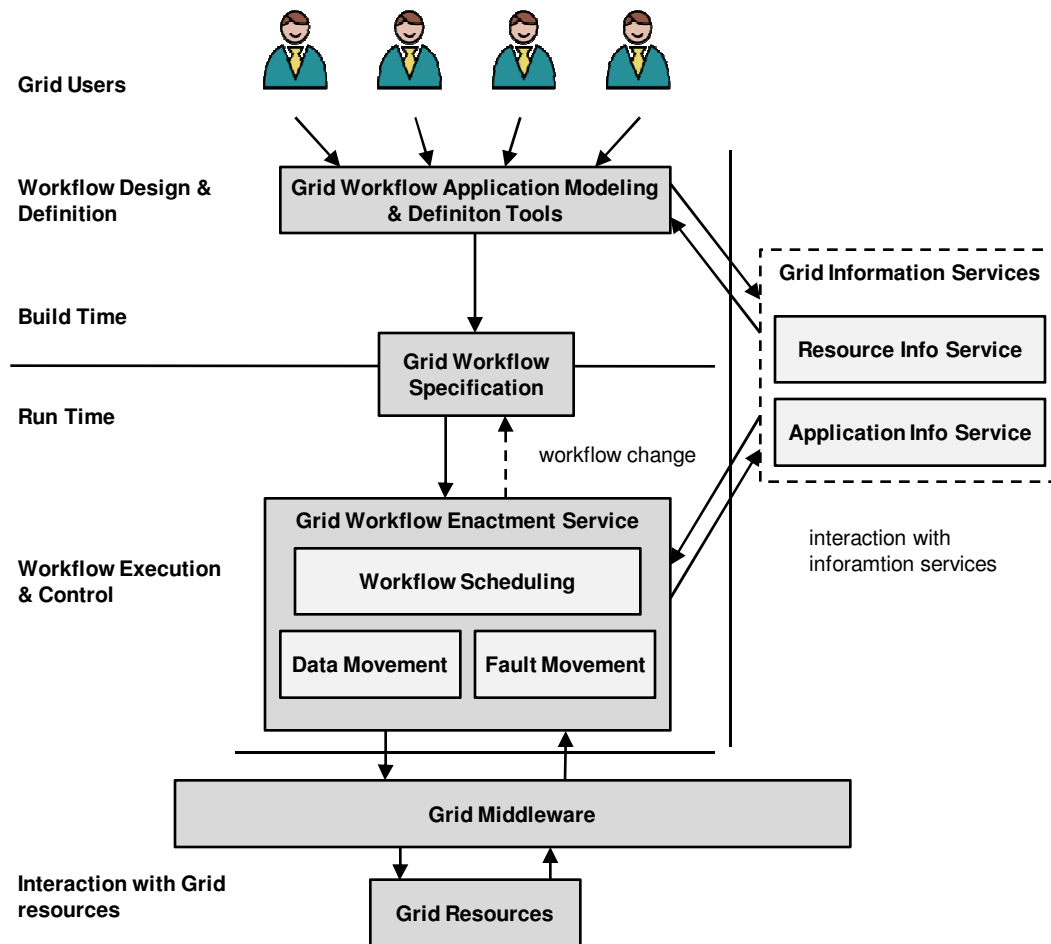 Grid Users
Workflow Design &
Definition
Grid Workflow Application Modeling
& Definiton Tools
Grid Information Services
Build Time
Resource Info Service
Grid Workflow
Specification
Run Time
Application Info Service
workflow change
Grid Workflow Enactment Service
interaction with
inforamtion services
Workflow Execution
& Control
Workflow Scheduling
Data Movement
Fault Movement
Grid Middleware
Interaction with Grid
resources
Grid Resources